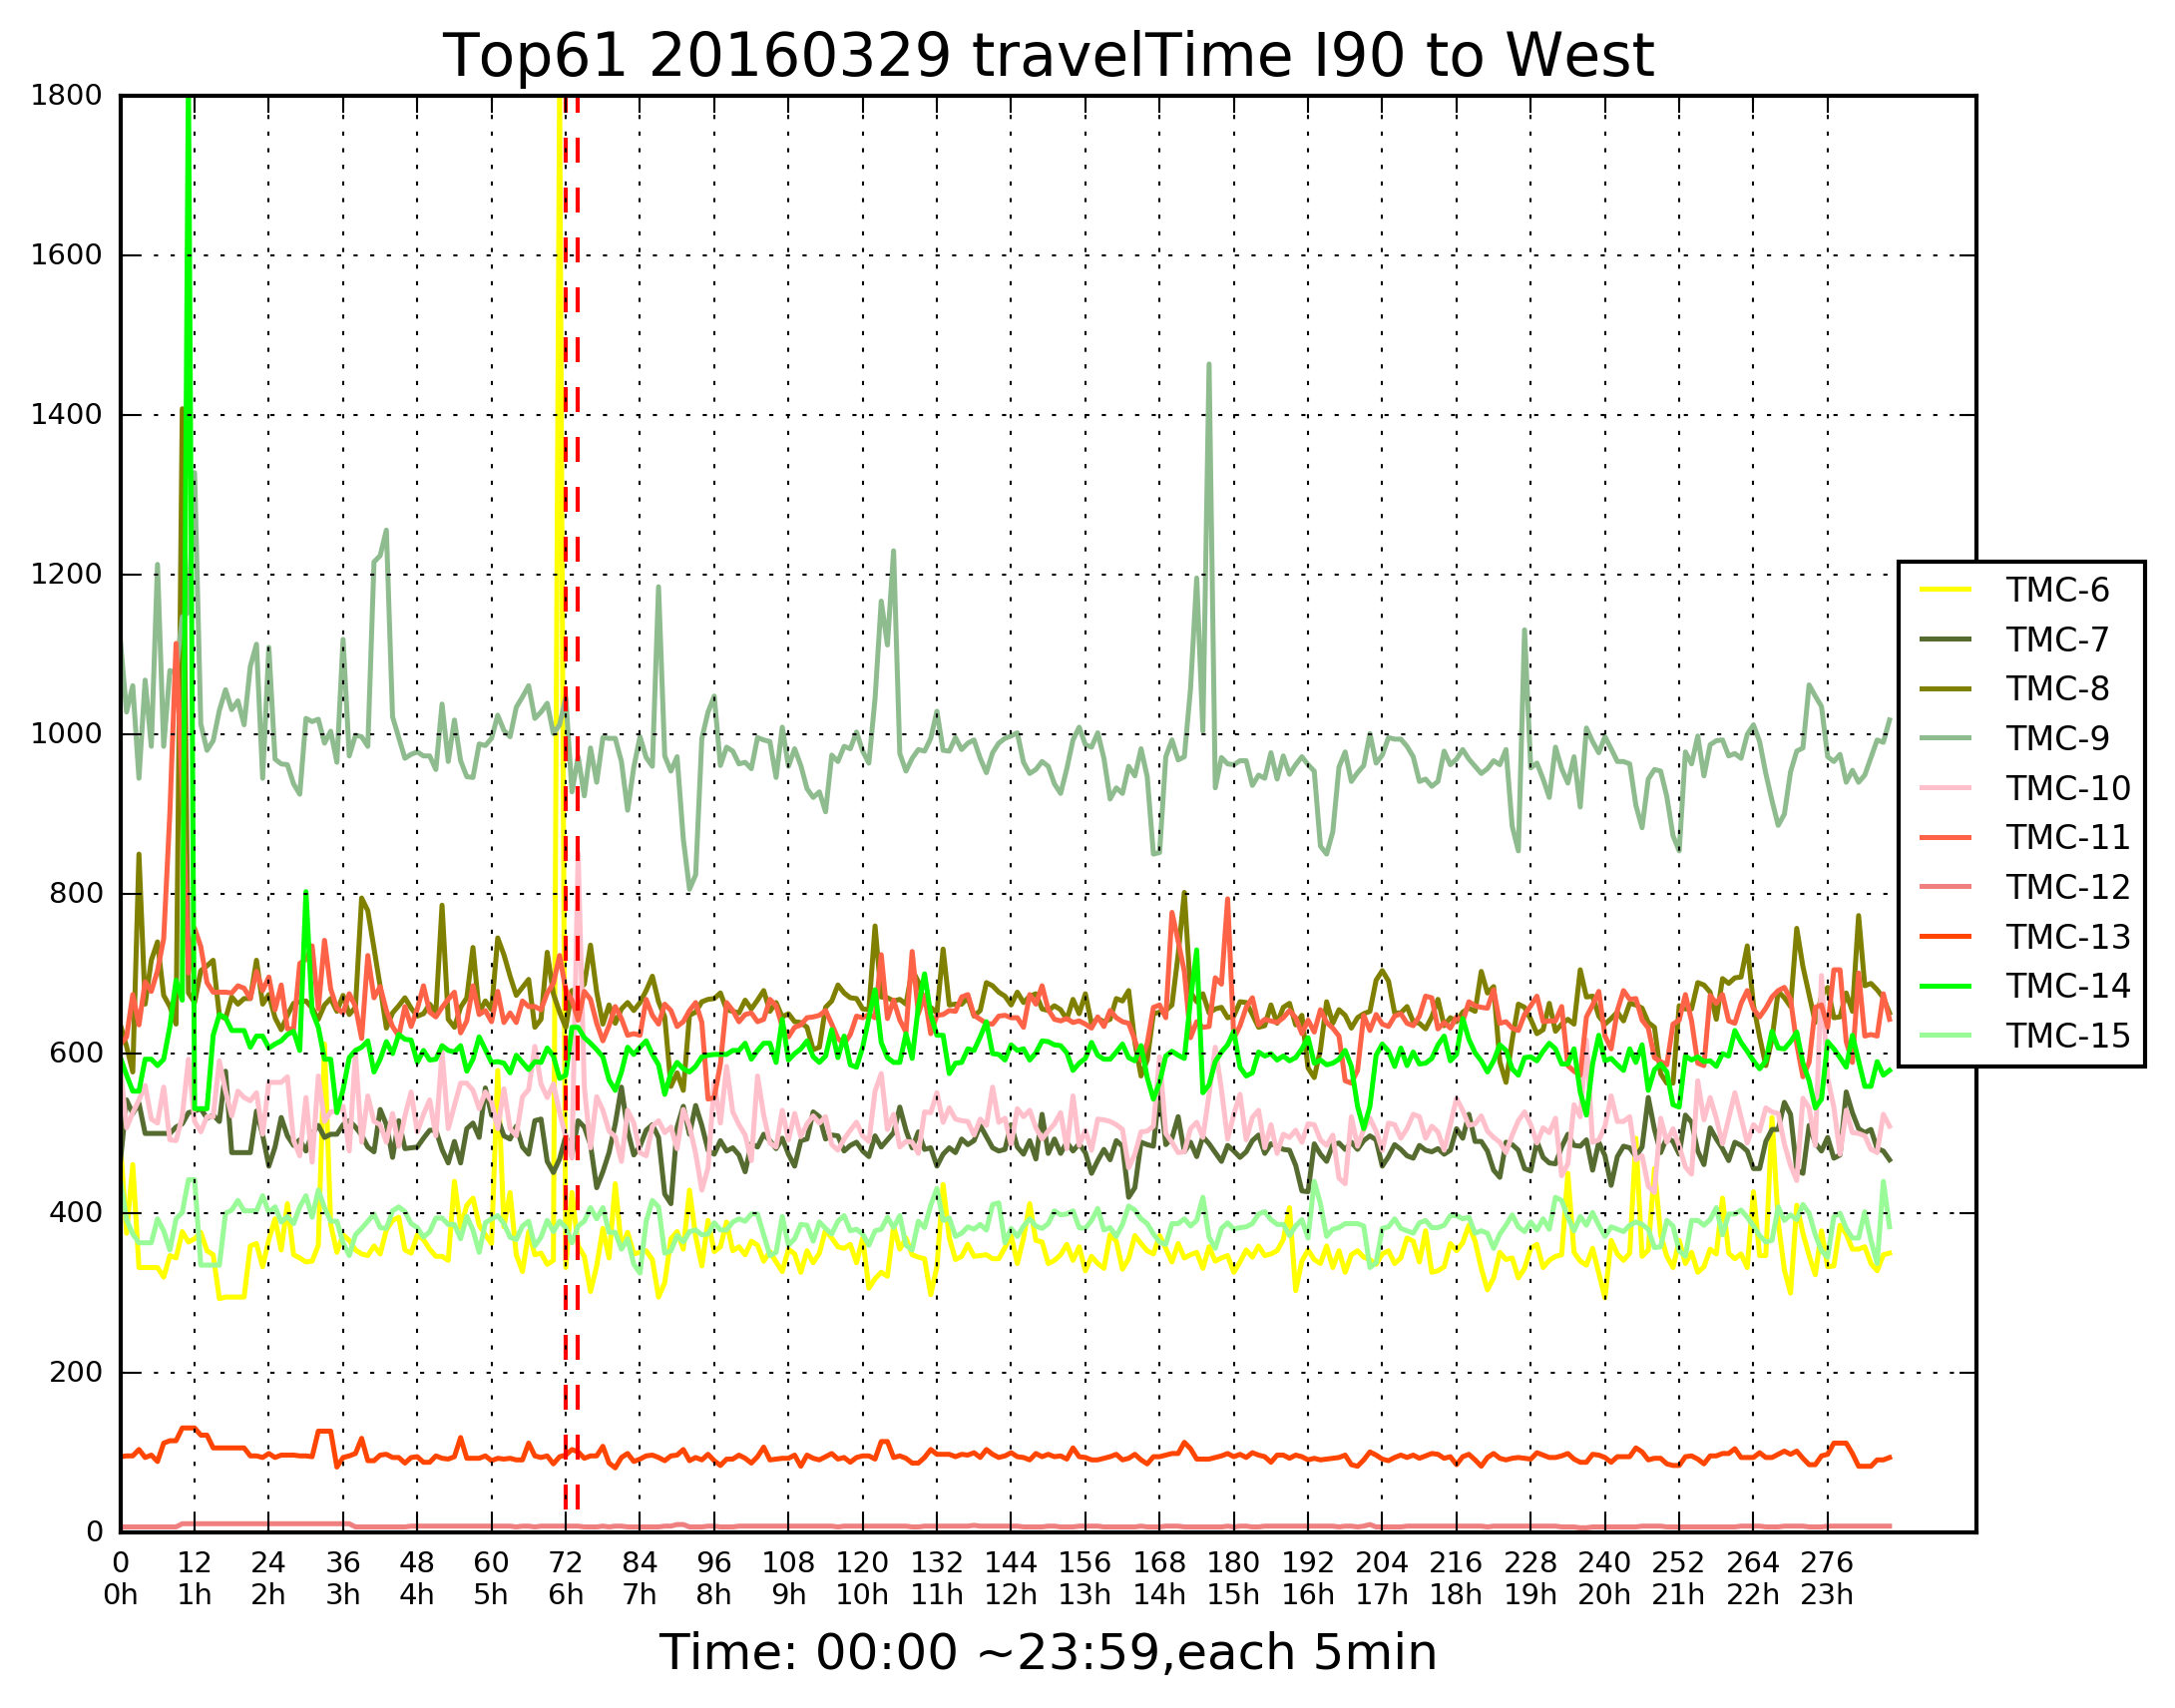 Top61 20160329 travelTime I90 to West
1800
1600
1400
1200
1000
800
600
400
200
0
TMC-6
TMC-7
TMC-8
TMC-9
TMC-10
TMC-11
TMC-12
TMC-13
TMC-14
TMC-15
0 12 24 36 48 60 72 84 96 108 120 132 144 156 168 180 192 204 216 228 240 252 264 276
0h 1h 2h 3h 4h 5h 6h 7h 8h 9h 10h 11h 12h 13h 14h 15h 16h 17h 18h 19h 20h 21h 22h 23h
Time: 00:00 ~23:59,each 5min